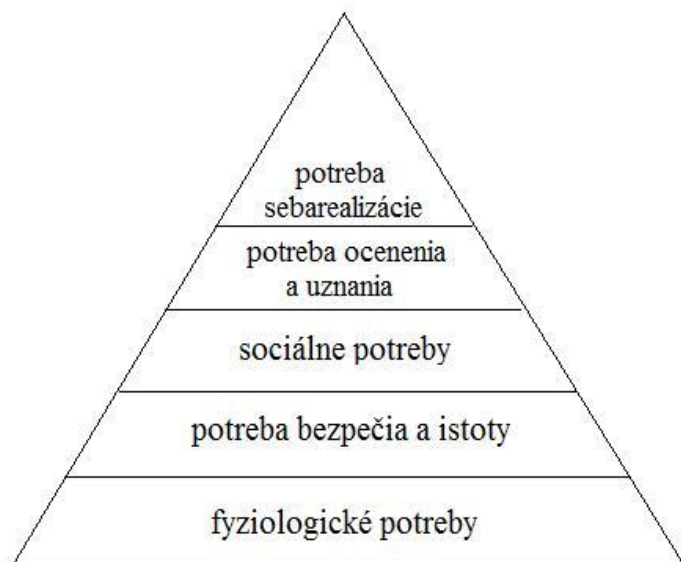 potreba
sebarealizácie
potreba ocenenia
a uznania
sociálne potreby
potreba bezpečia a istoty
fyziologické potreby